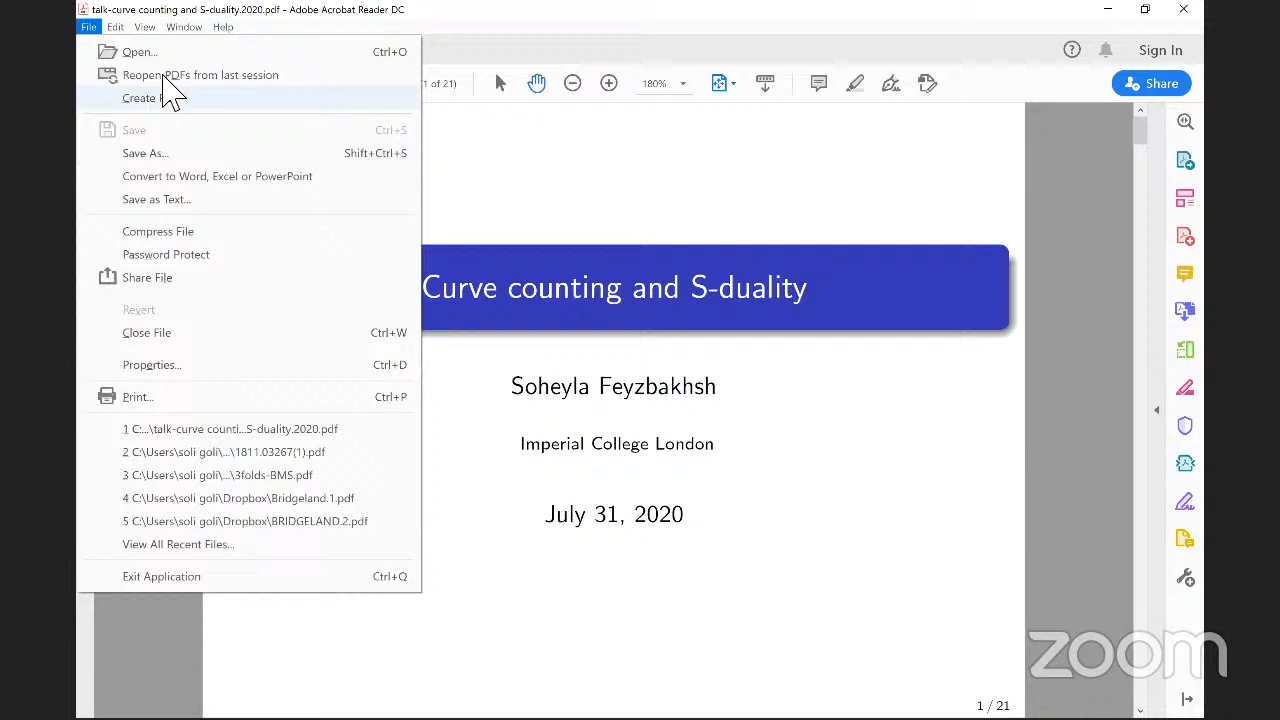 talk-curve counting and S-duality.2020.pdf - Adobe Acrobat Reader DC
File Edit View Window Help
Open... Ctrl+O
Reopen PDFs from last session
Create
Save Ctrl+S
Save As... Shift+Ctrl+S
Convert to Word, Excel or PowerPoint
Save as Text...
Compress File
Password Protect
Share File
Revert
Close File Ctrl+W
Properties... Ctrl+D
Print... Ctrl+P
1 C:...\talk-curve counti...S-duality.2020.pdf
2 C:\Users\soli goli\...\1811.03267(1).pdf
3 C:\Users\soli goli\...\3folds-BMS.pdf
4 C:\Users\soli goli\Dropbox\Bridgeland.1.pdf
5 C:\Users\soli goli\Dropbox\BRIDGELAND.2.pdf
View All Recent Files...
Exit Application Ctrl+Q
Sign In
(1 of 21) 180% Share
Curve counting and S-duality
Soheyla Feyzbakhsh
Imperial College London
July 31, 2020
1 / 21
zoom